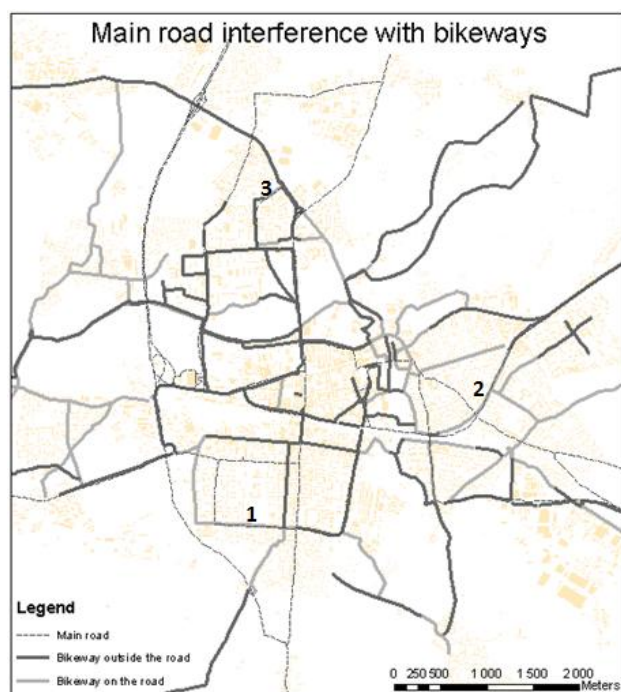 Main road interference with bikeways
3
2
1
Legend
Main road
Bikeway outside the road
Bikeway on the road
0 250 500 1 000 1 500 2 000
Meters